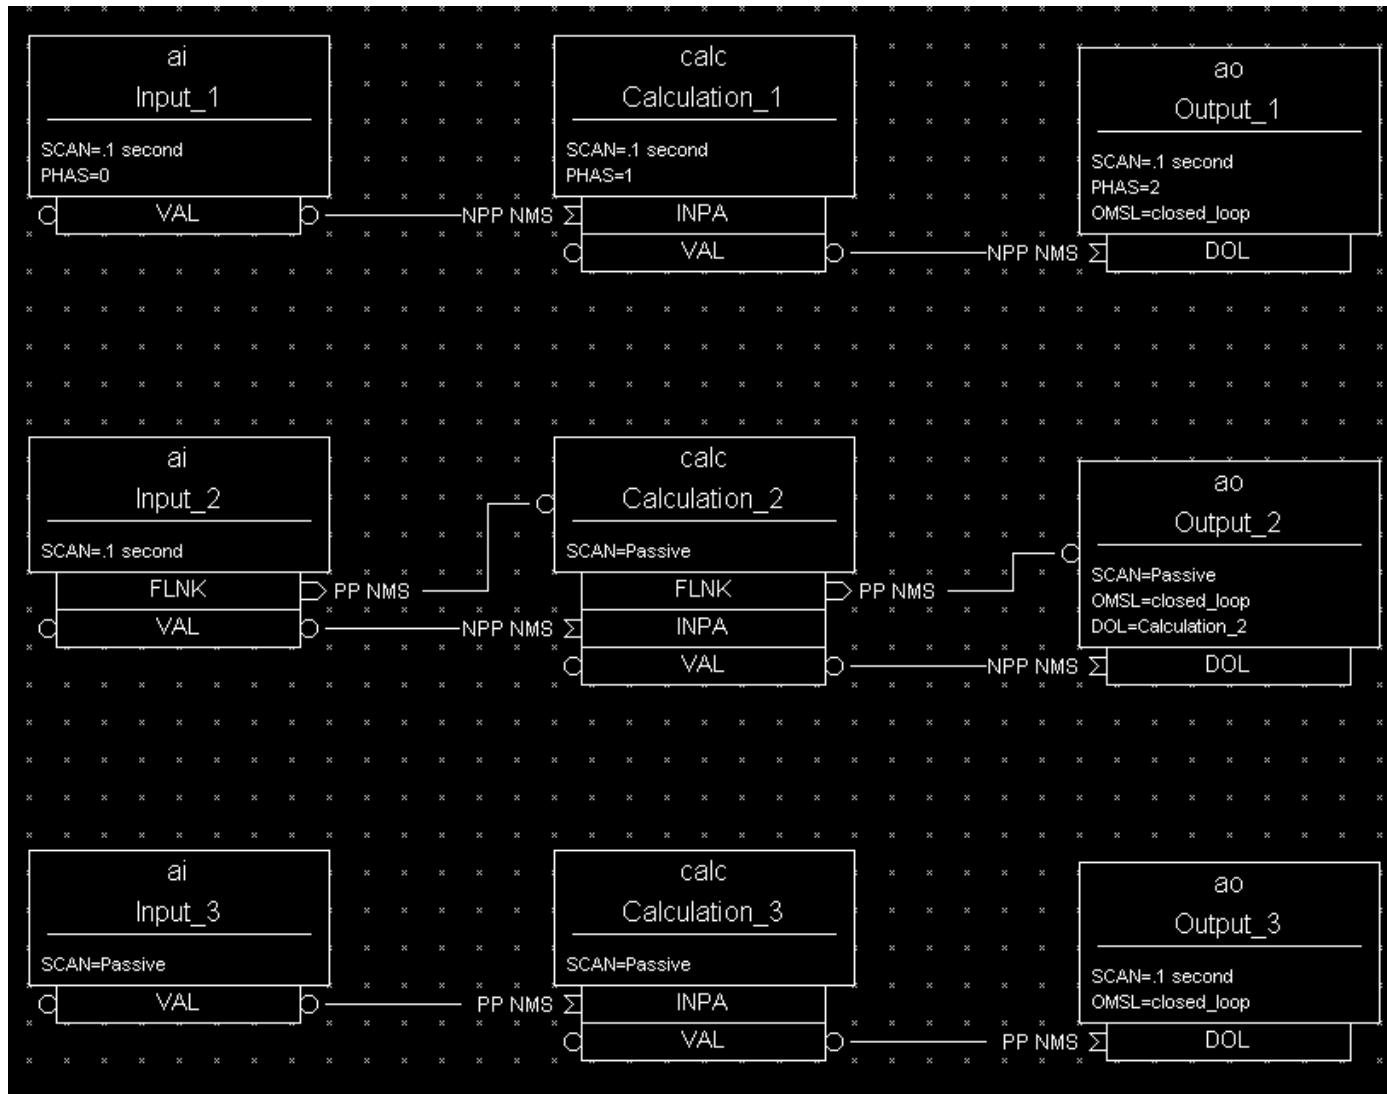 ai
Input_1
SCAN=.1 second
PHAS=0
VAL
NPP NMS
calc
Calculation_1
SCAN=.1 second
PHAS=1
INPA
VAL
NPP NMS
ao
Output_1
SCAN=.1 second
PHAS=2
OMSL=closed_loop
DOL
ai
Input_2
SCAN=.1 second
FLNK
PP NMS
VAL
NPP NMS
calc
Calculation_2
SCAN=Passive
FLNK
PP NMS
INPA
VAL
NPP NMS
ao
Output_2
SCAN=Passive
OMSL=closed_loop
DOL=Calculation_2
DOL
ai
Input_3
SCAN=Passive
VAL
PP NMS
calc
Calculation_3
SCAN=Passive
INPA
VAL
PP NMS
ao
Output_3
SCAN=.1 second
OMSL=closed_loop
DOL